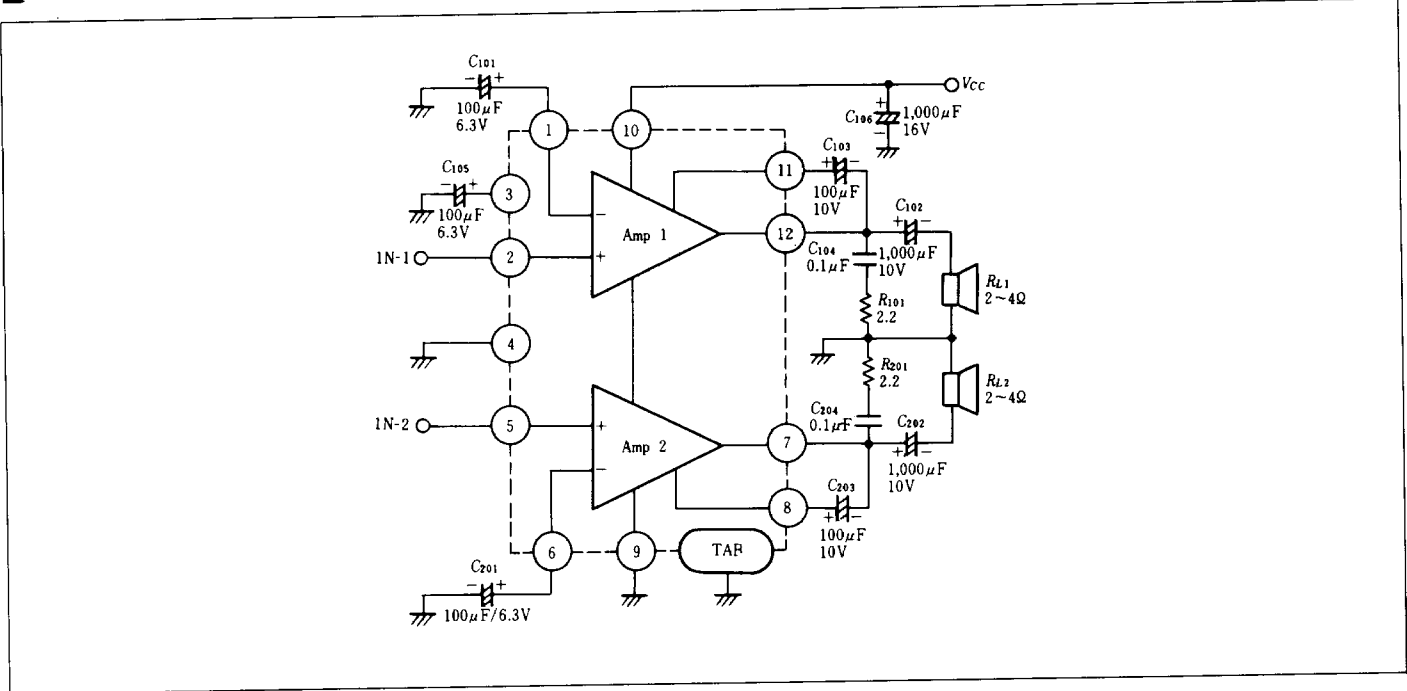 C101
- +
100μF
6.3V
VCC
+
C106
-
1,000μF
16V
1
10
C103
+ -
100μF
10V
11
C105
- +
100μF
6.3V
3
C102
+ -
1,000μF
10V
12
-
Amp 1
+
1N-1
2
C104
0.1μF
RL1
2~4Ω
R101
2.2
4
R201
2.2
RL2
2~4Ω
C204
0.1μF
1N-2
5
+
Amp 2
-
7
C202
+ -
1,000μF
10V
C203
+ -
100μF
10V
8
6
9
TAB
C201
- +
100μF/6.3V